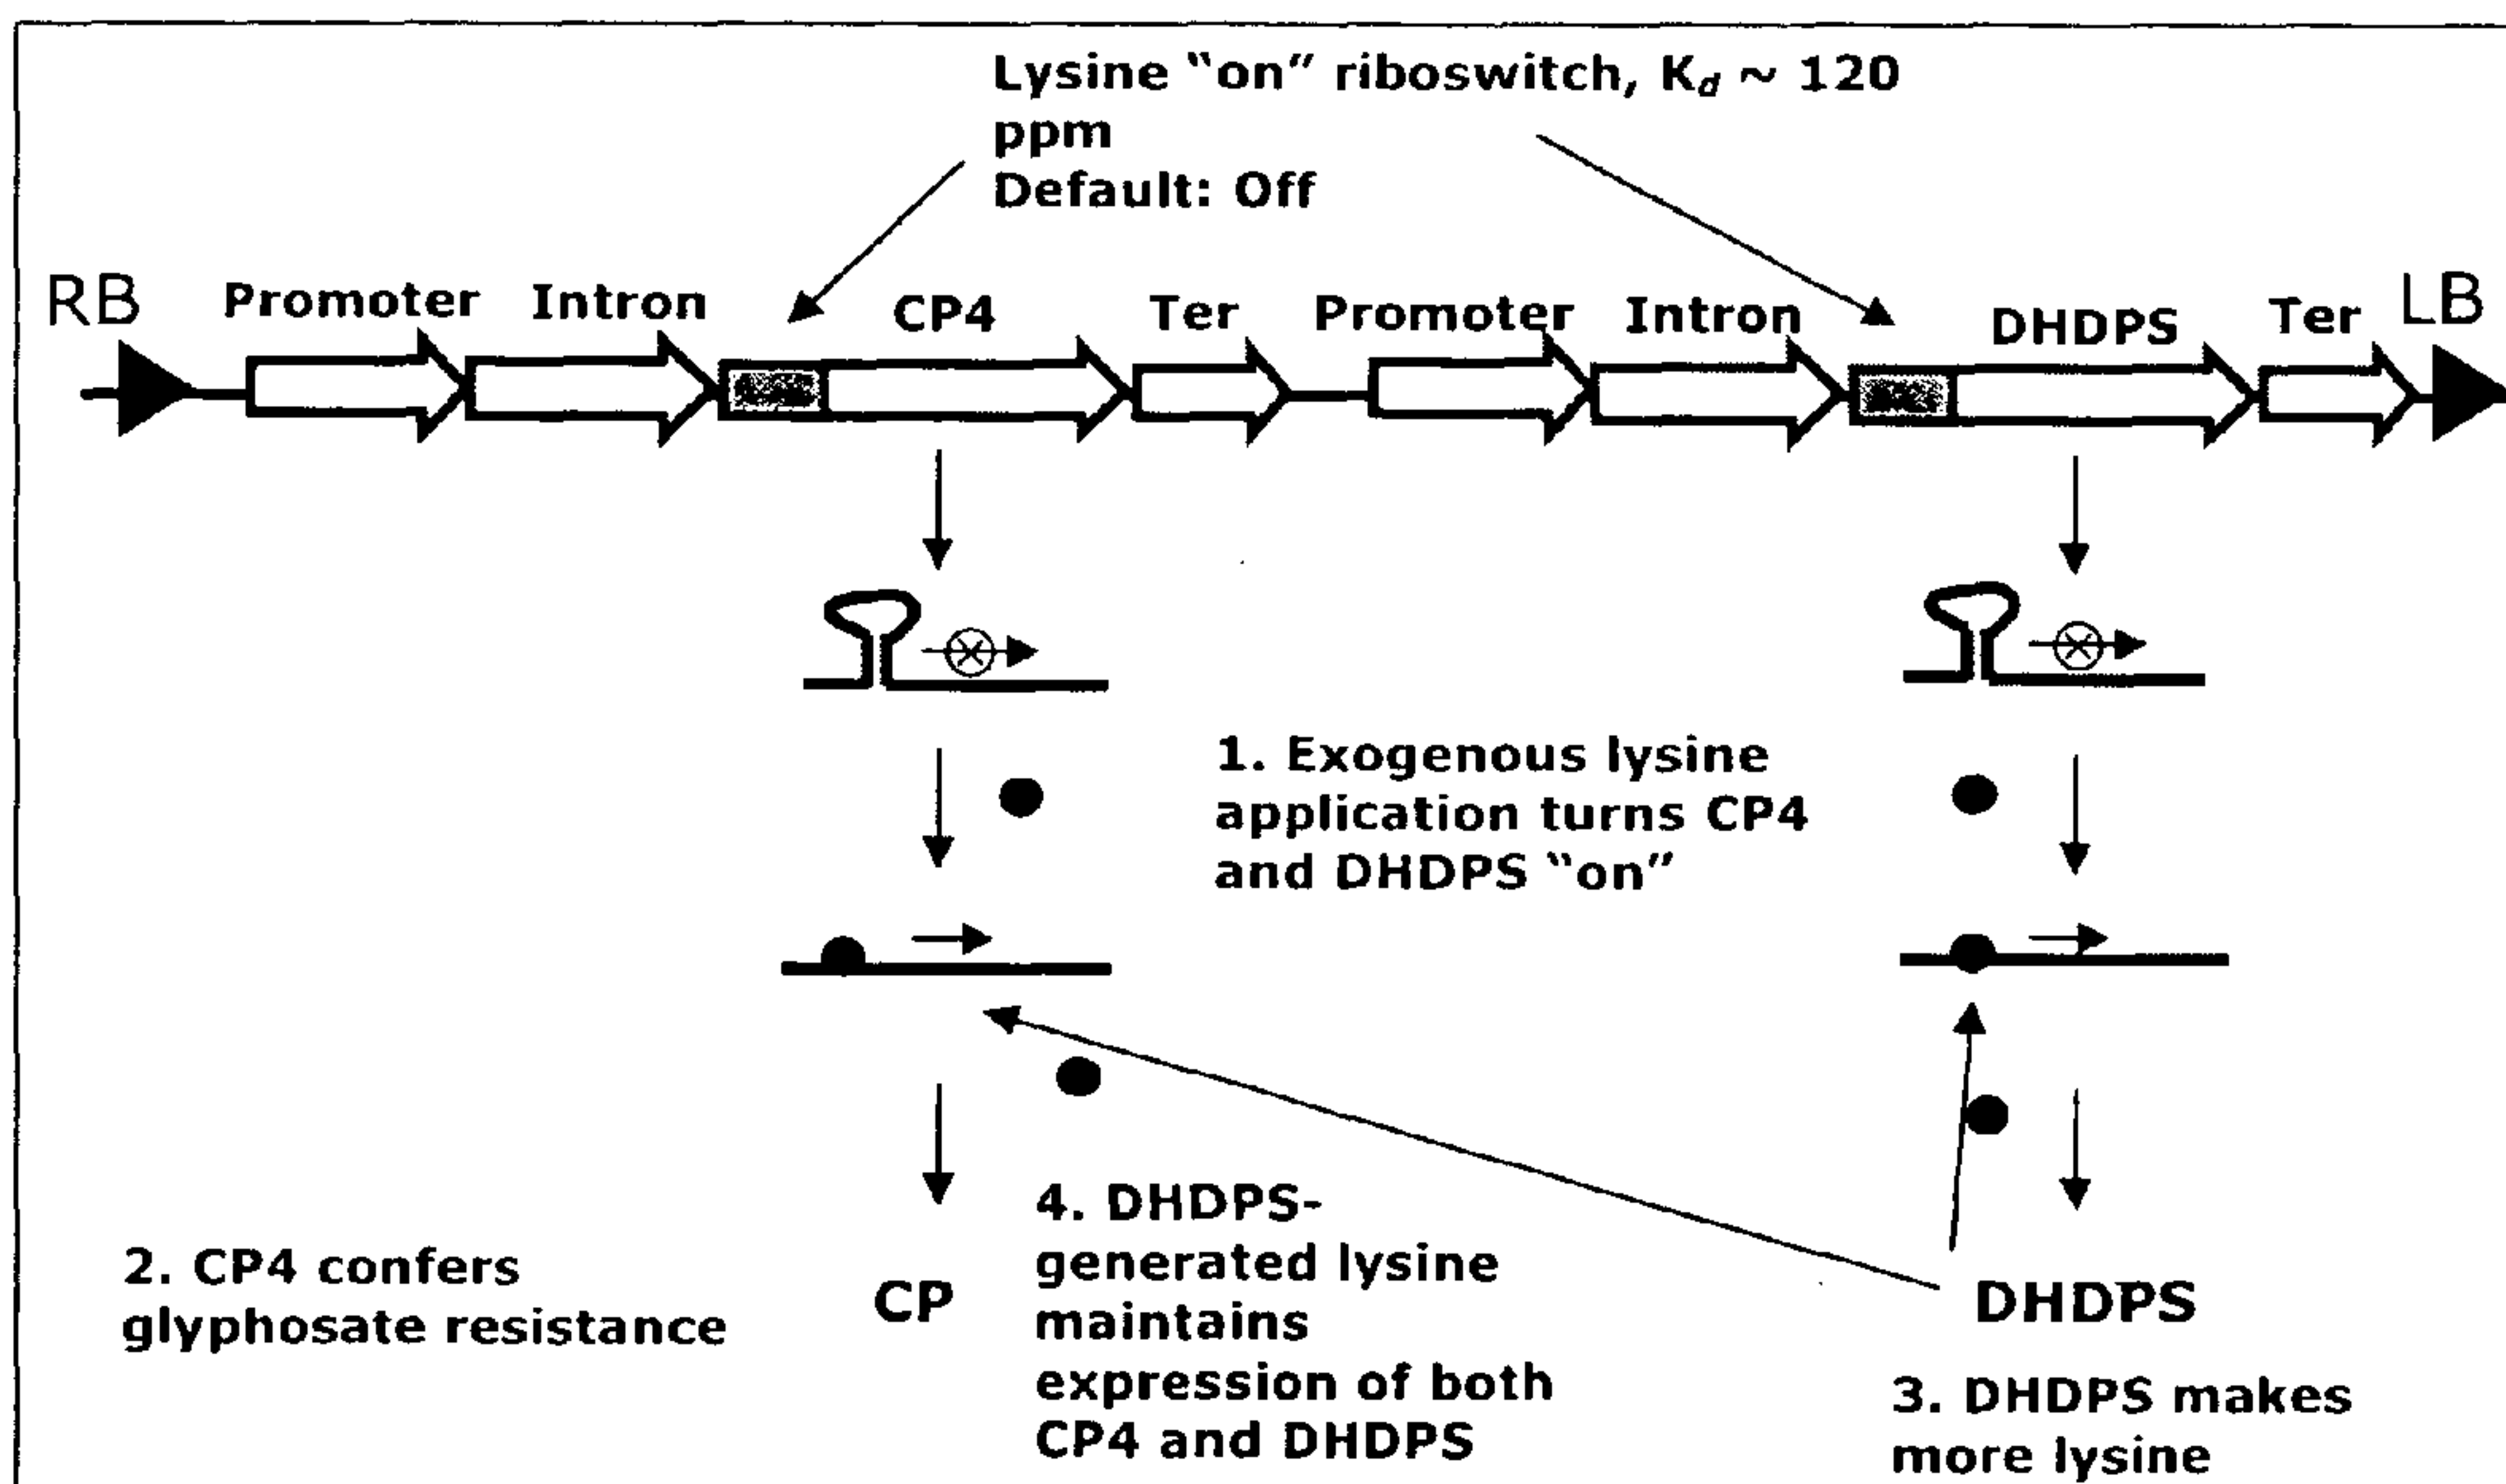 Lysine “on” riboswitch, Kd ~ 120
ppm
Default: Off
RB
Promoter
Intron
CP4
Ter
Promoter
Intron
DHDPS
Ter
LB
1. Exogenous lysine
application turns CP4
and DHDPS “on”
2. CP4 confers
glyphosate resistance
CP
4. DHDPS-
generated lysine
maintains
expression of both
CP4 and DHDPS
DHDPS
3. DHDPS makes
more lysine